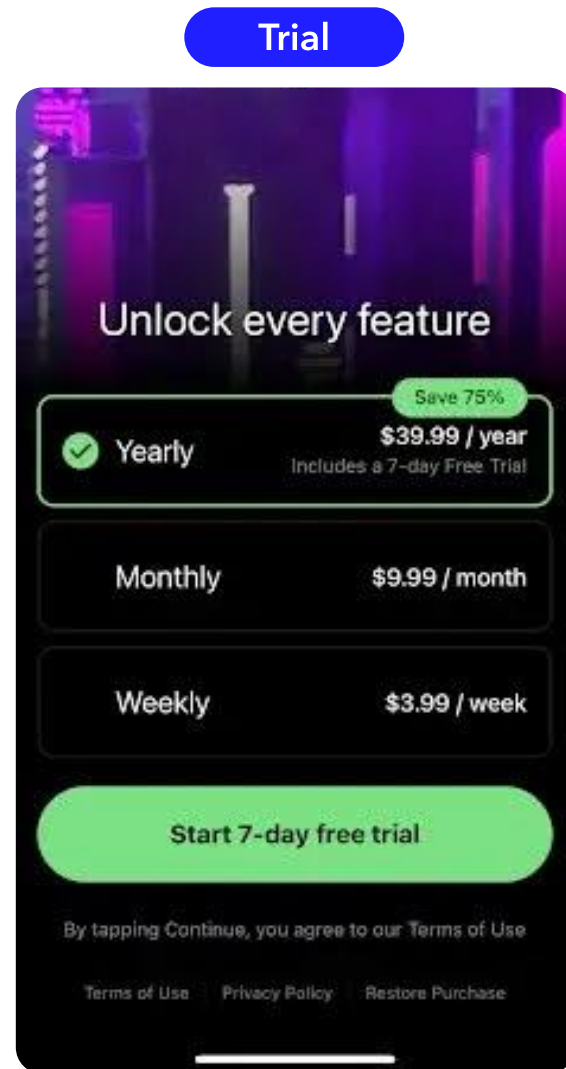 Trial
Unlock every feature
Save 75%
Yearly
$39.99 / year
Includes a 7-day Free Trial
Monthly
$9.99 / month
Weekly
$3.99 / week
Start 7-day free trial
By tapping Continue, you agree to our Terms of Use
Terms of Use Privacy Policy Restore Purchase